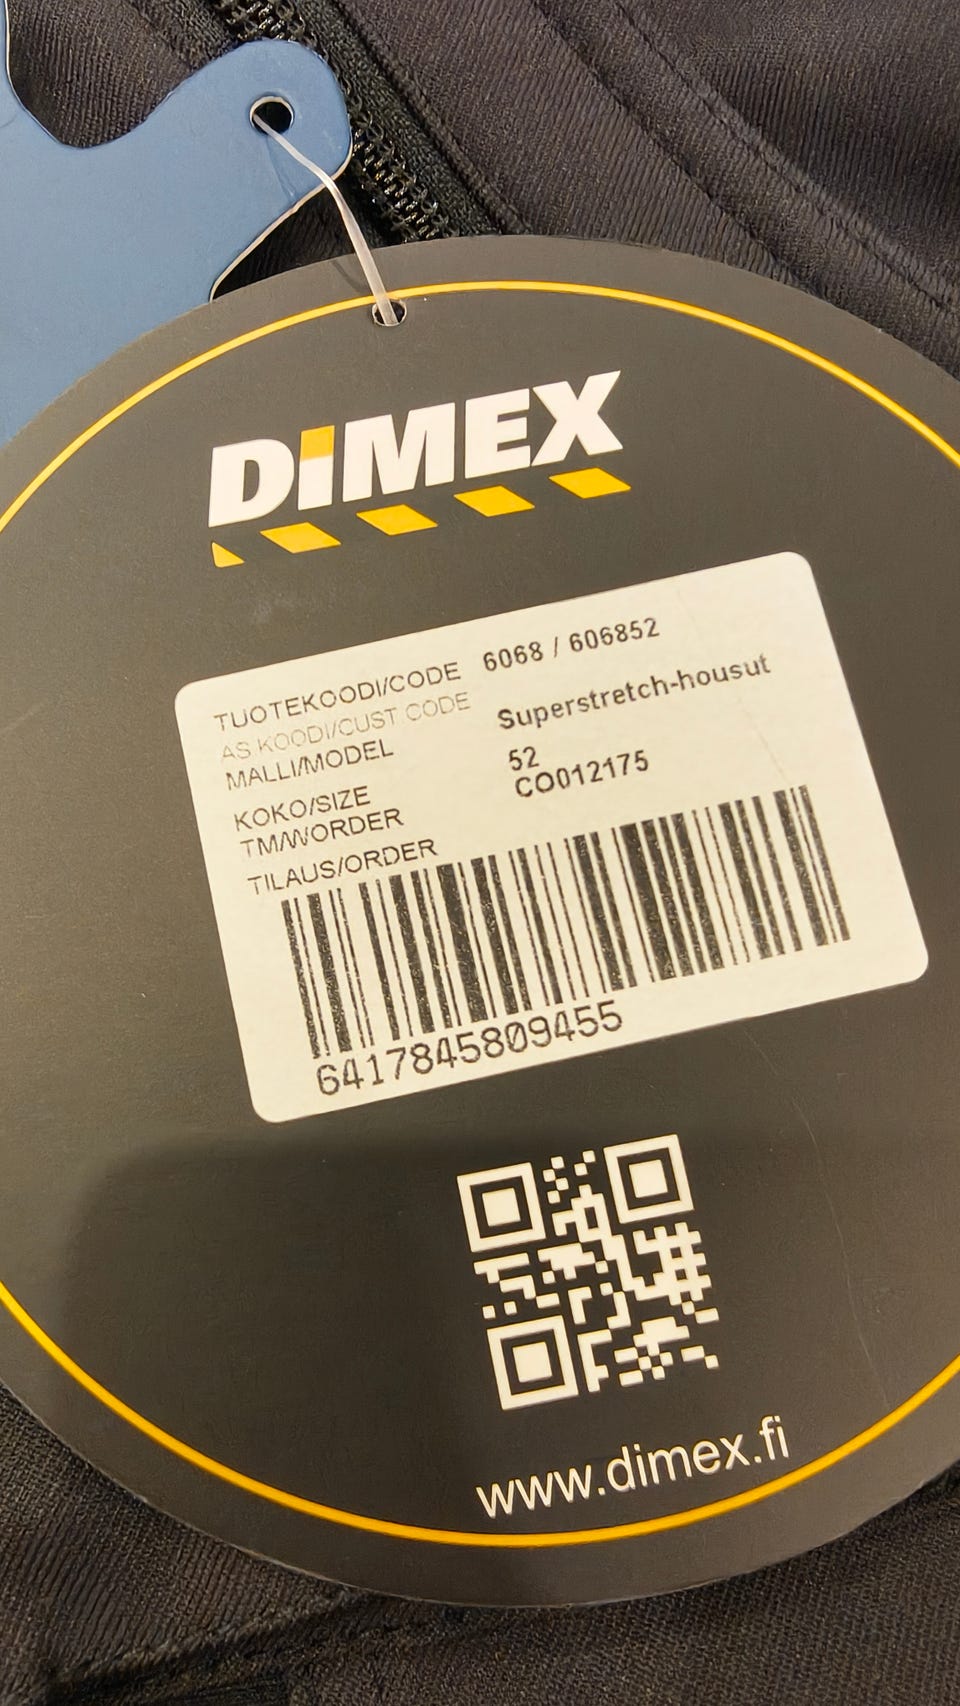 DIMEX
TUOTEKOODI/CODE 6068 / 606852
AS KOODI/CUST CODE
MALLI/MODEL Superstretch-housut
KOKO/SIZE 52
TM/WORDER CO012175
TILAUS/ORDER
6417845809455
www.dimex.fi